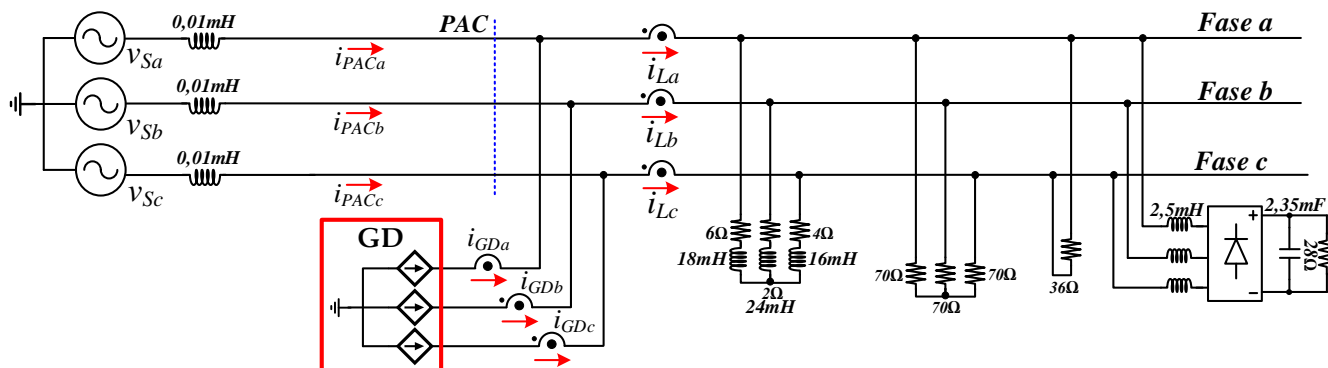 0,01mH
PAC
Fase a
v_Sa
i_PACa
i_La
0,01mH
Fase b
v_Sb
i_PACb
i_Lb
0,01mH
Fase c
v_Sc
i_PACc
i_Lc
GD
i_GDa
i_GDb
i_GDc
6Ω
4Ω
18mH
16mH
2Ω
24mH
70Ω
70Ω
70Ω
36Ω
2,5mH
2,35mF
+
−
28Ω